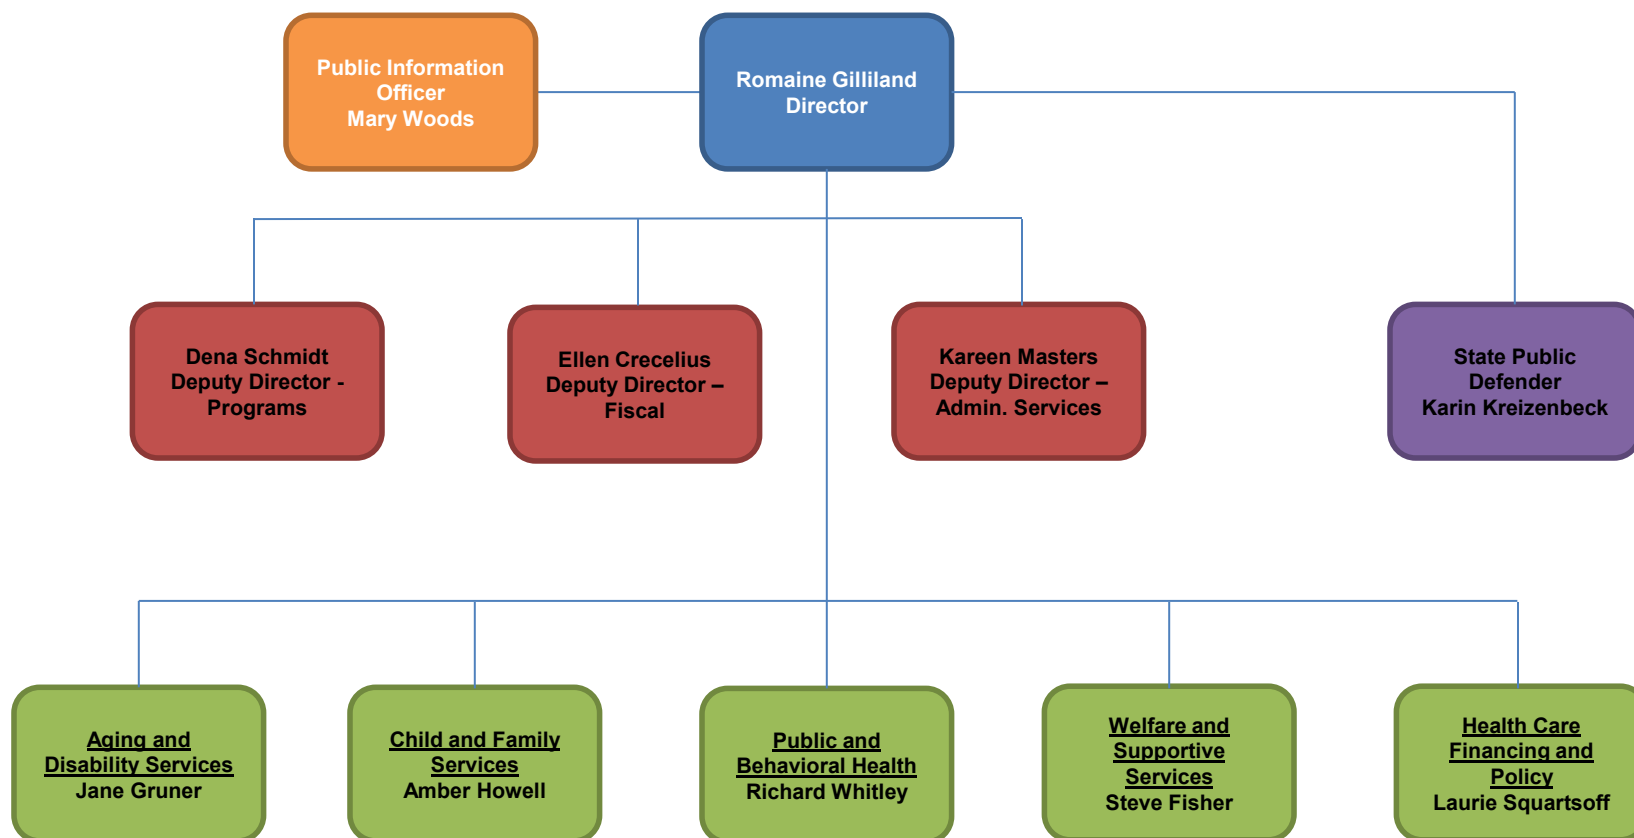 Public Information
Officer
Mary Woods
Romaine Gilliland
Director
Dena Schmidt
Deputy Director -
Programs
Ellen Crecelius
Deputy Director –
Fiscal
Kareen Masters
Deputy Director –
Admin. Services
State Public
Defender
Karin Kreizenbeck
Aging and
Disability Services
Jane Gruner
Child and Family
Services
Amber Howell
Public and
Behavioral Health
Richard Whitley
Welfare and
Supportive
Services
Steve Fisher
Health Care
Financing and
Policy
Laurie Squartsoff